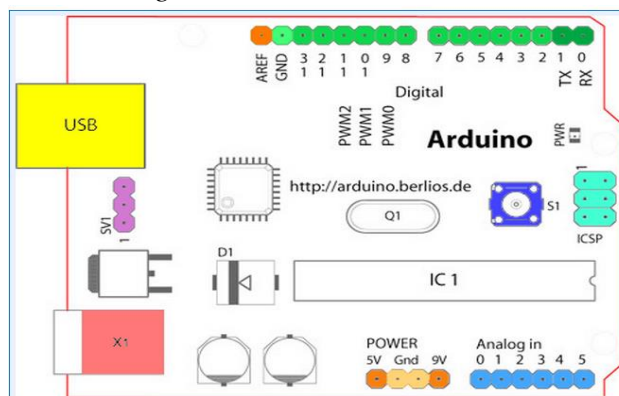 AREF GND 13 12 11 10 9 8 7 6 5 4 3 2 1 0
TX RX
Digital
USB
PWM2 PWM1 PWM0
Arduino
PWR
http://arduino.berlios.de
1
SV1
1
Q1
S1
ICSP
D1
IC 1
X1
POWER
5V Gnd 9V
Analog in
0 1 2 3 4 5